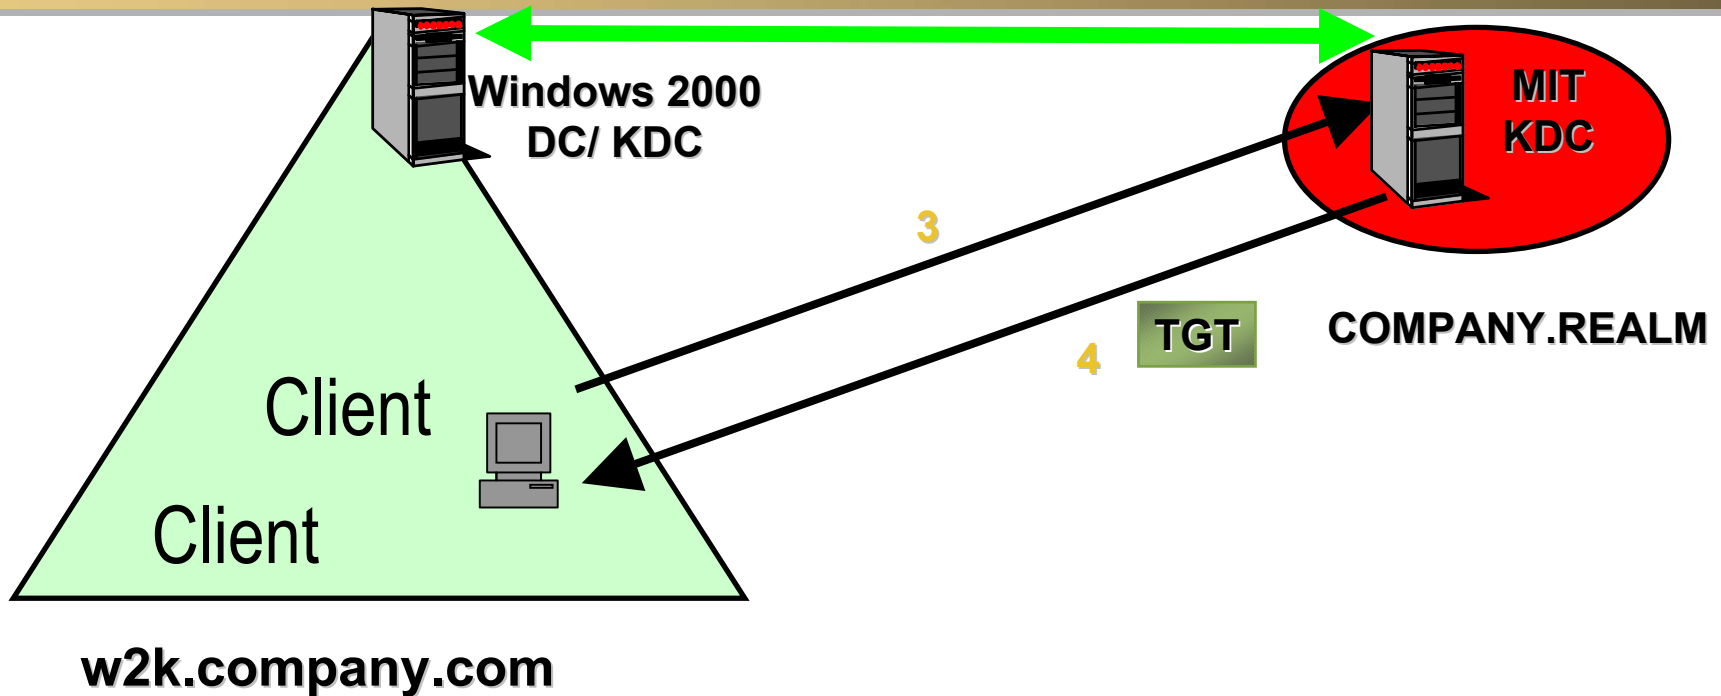 Windows 2000
DC/ KDC
MIT
KDC
3
TGT
4
COMPANY.REALM
Client
Client
w2k.company.com